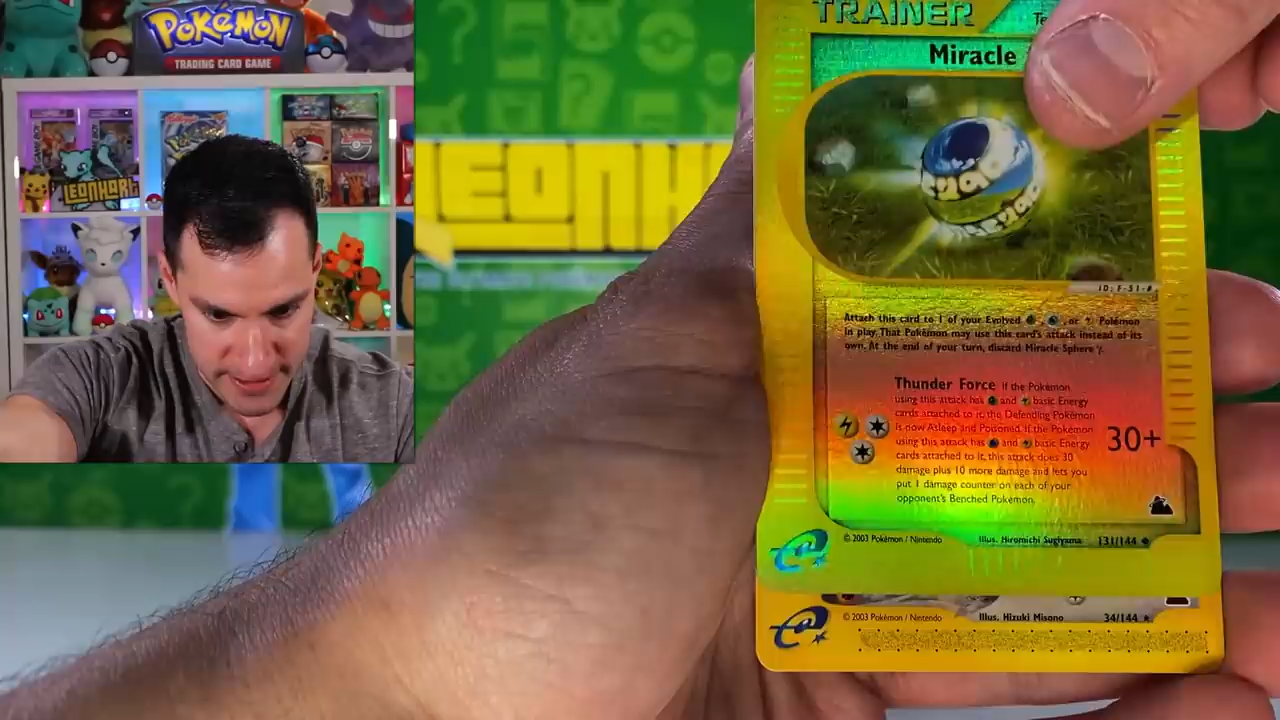 Pokémon
TRADING CARD GAME
LEONHART
LEONH
TRAINER
Miracle
ID: F-51-#
Attach this card to 1 of your Evolved , , or Pokémon
in play. That Pokémon may use this card's attack instead of its
own. At the end of your turn, discard Miracle Sphere γ.
Thunder Force If the Pokémon
using this attack has and basic Energy
cards attached to it, the Defending Pokémon
is now Asleep and Poisoned. If the Pokémon
using this attack has and basic Energy
cards attached to it, this attack does 30
damage plus 10 more damage and lets you
put 1 damage counter on each of your
opponent's Benched Pokémon.
30+
© 2003 Pokémon / Nintendo Illus. Hiromichi Sugiyama 131/144
e
© 2003 Pokémon / Nintendo Illus. Hizuki Misono 34/144
e